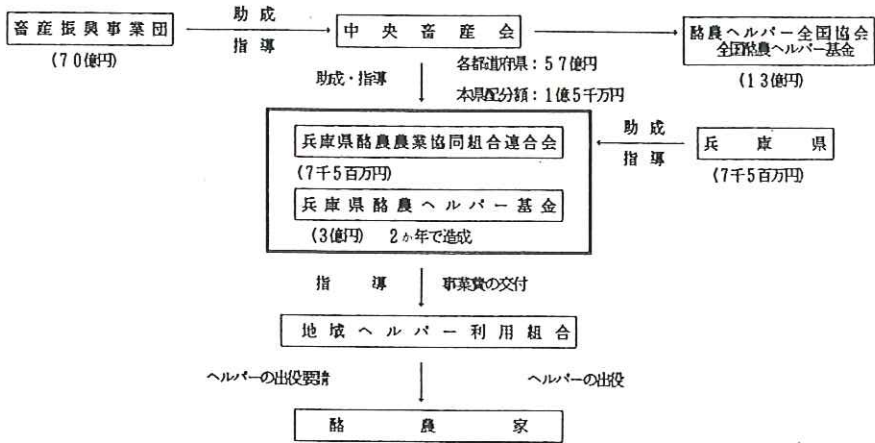 助成
畜産振興事業団
中央畜産会
酪農ヘルパー全国協会
全国酪農ヘルパー基金
指導
(70億円)
(13億円)
各都道府県:57億円
助成・指導
本県配分額:1億5千万円
兵庫県酪農農業協同組合連合会
助成
兵庫県
指導
(7千5百万円)
(7千5百万円)
兵庫県酪農ヘルパー基金
(3億円) 2か年で造成
指導 事業費の交付
地域ヘルパー利用組合
ヘルパーの出役要請 ヘルパーの出役
酪農家